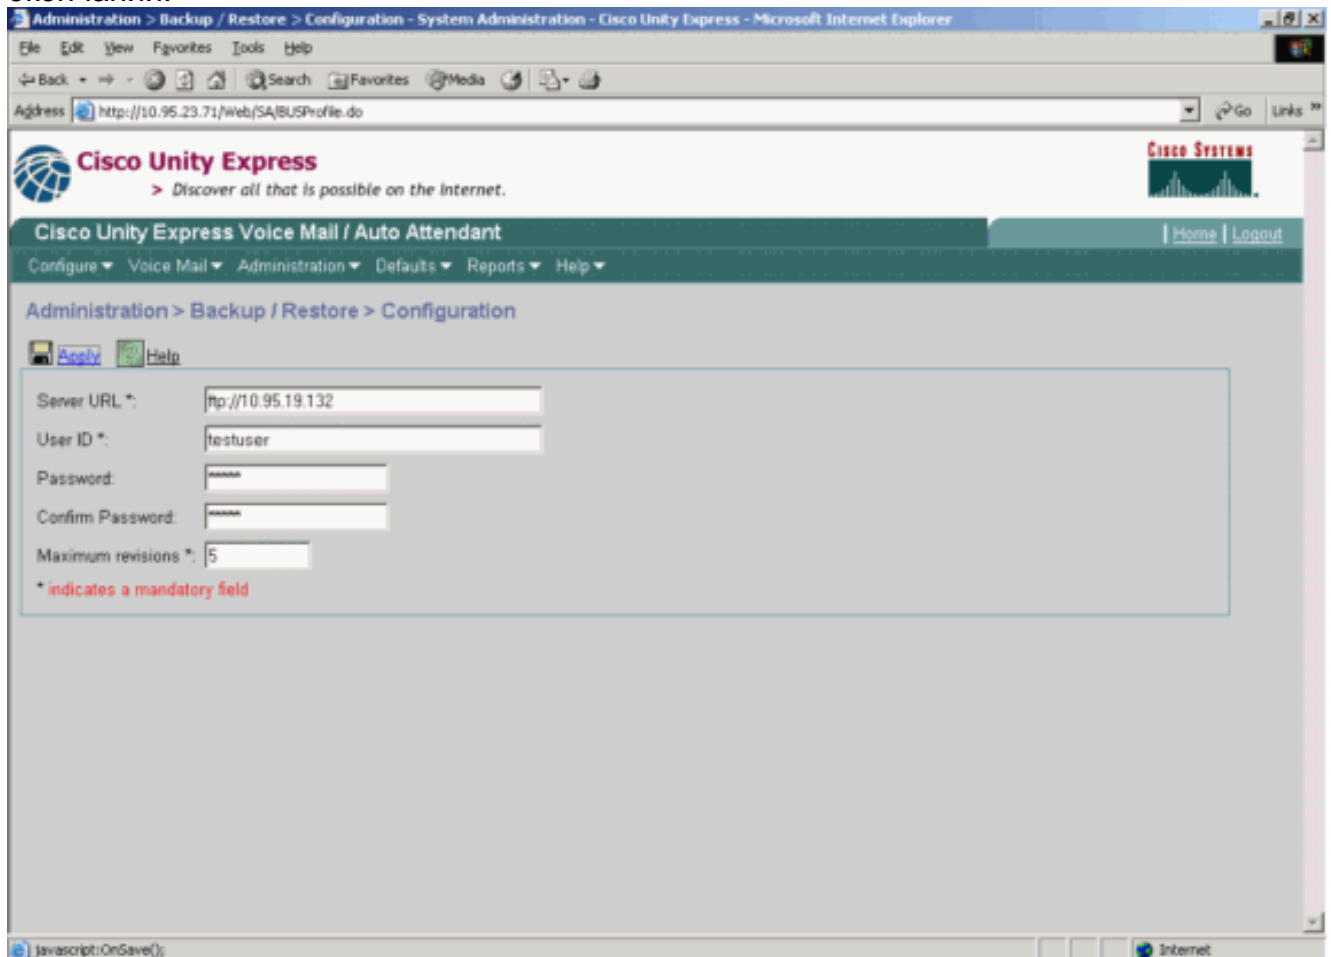 Administration > Backup / Restore > Configuration - System Administration - Cisco Unity Express - Microsoft Internet Explorer
File Edit View Favorites Tools Help
Back Search Favorites Media
Address http://10.95.23.71/Web/SA/BUSProfile.do Go Links »
Cisco Unity Express
> Discover all that is possible on the Internet.
CISCO SYSTEMS
Cisco Unity Express Voice Mail / Auto Attendant
| Home | Logout
Configure Voice Mail Administration Defaults Reports Help
Administration > Backup / Restore > Configuration
Apply Help
Server URL *: ftp://10.95.19.132
User ID *: testuser
Password: *****
Confirm Password: *****
Maximum revisions *: 5
* indicates a mandatory field
javascript:OnSave(); Internet